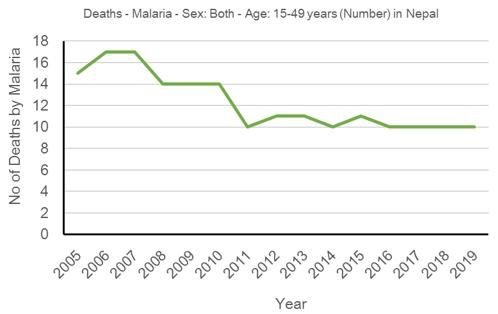 Deaths - Malaria - Sex: Both - Age: 15-49 years (Number) in Nepal
No of Deaths by Malaria
18
16
14
12
10
8
6
4
2
0
2005 2006 2007 2008 2009 2010 2011 2012 2013 2014 2015 2016 2017 2018 2019
Year